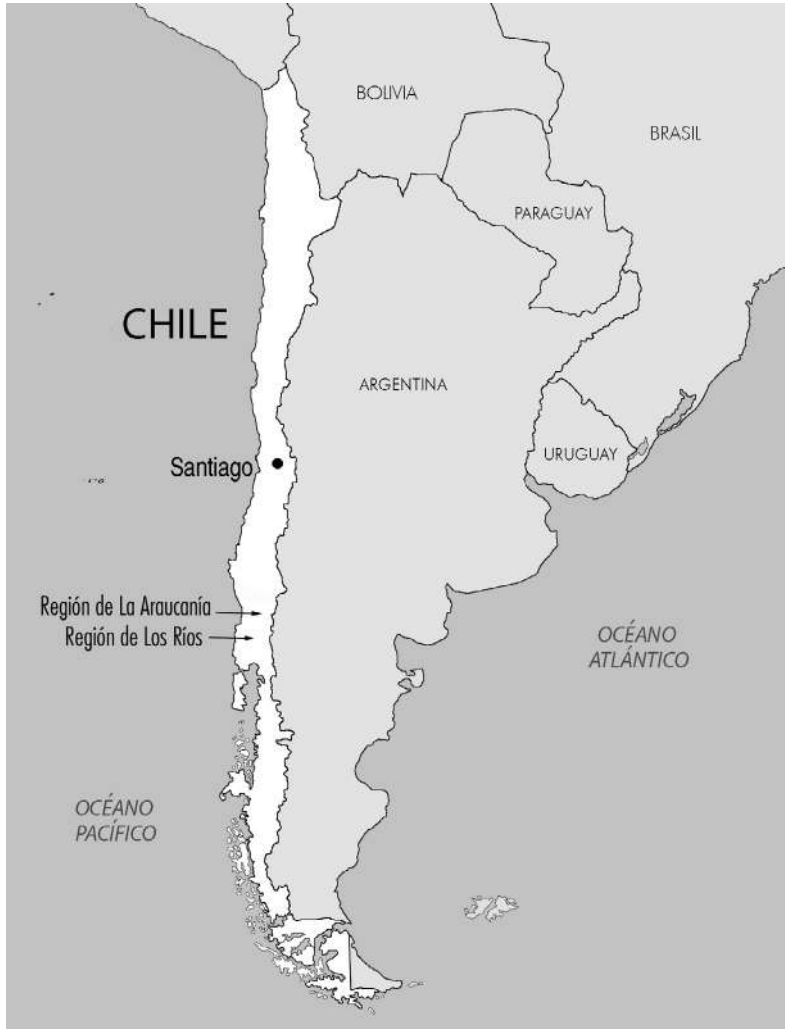 BOLIVIA
BRASIL
PARAGUAY
CHILE
ARGENTINA
URUGUAY
Santiago
Región de La Araucanía
Región de Los Ríos
OCÉANO
ATLÁNTICO
OCÉANO
PACÍFICO